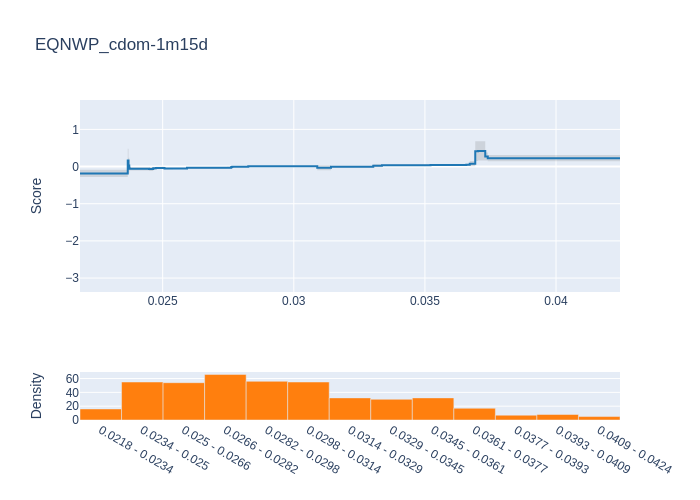 EQNWP_cdom-1m15d
Score
1
0
−1
−2
−3
0.025 0.03 0.035 0.04
Density
60
40
20
0
0.0218 - 0.0234
0.0234 - 0.025
0.025 - 0.0266
0.0266 - 0.0282
0.0282 - 0.0298
0.0298 - 0.0314
0.0314 - 0.0329
0.0329 - 0.0345
0.0345 - 0.0361
0.0361 - 0.0377
0.0377 - 0.0393
0.0393 - 0.0409
0.0409 - 0.0424